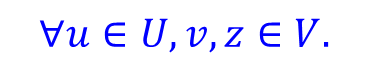 ∀u ∈ U, v, z ∈ V.